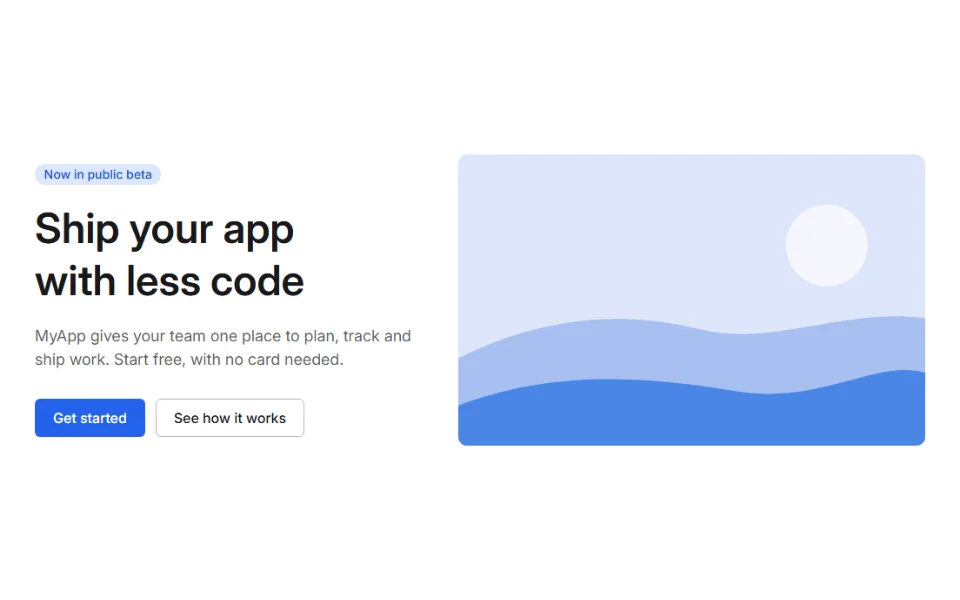 Now in public beta
Ship your app
with less code
MyApp gives your team one place to plan, track and
ship work. Start free, with no card needed.
Get started
See how it works